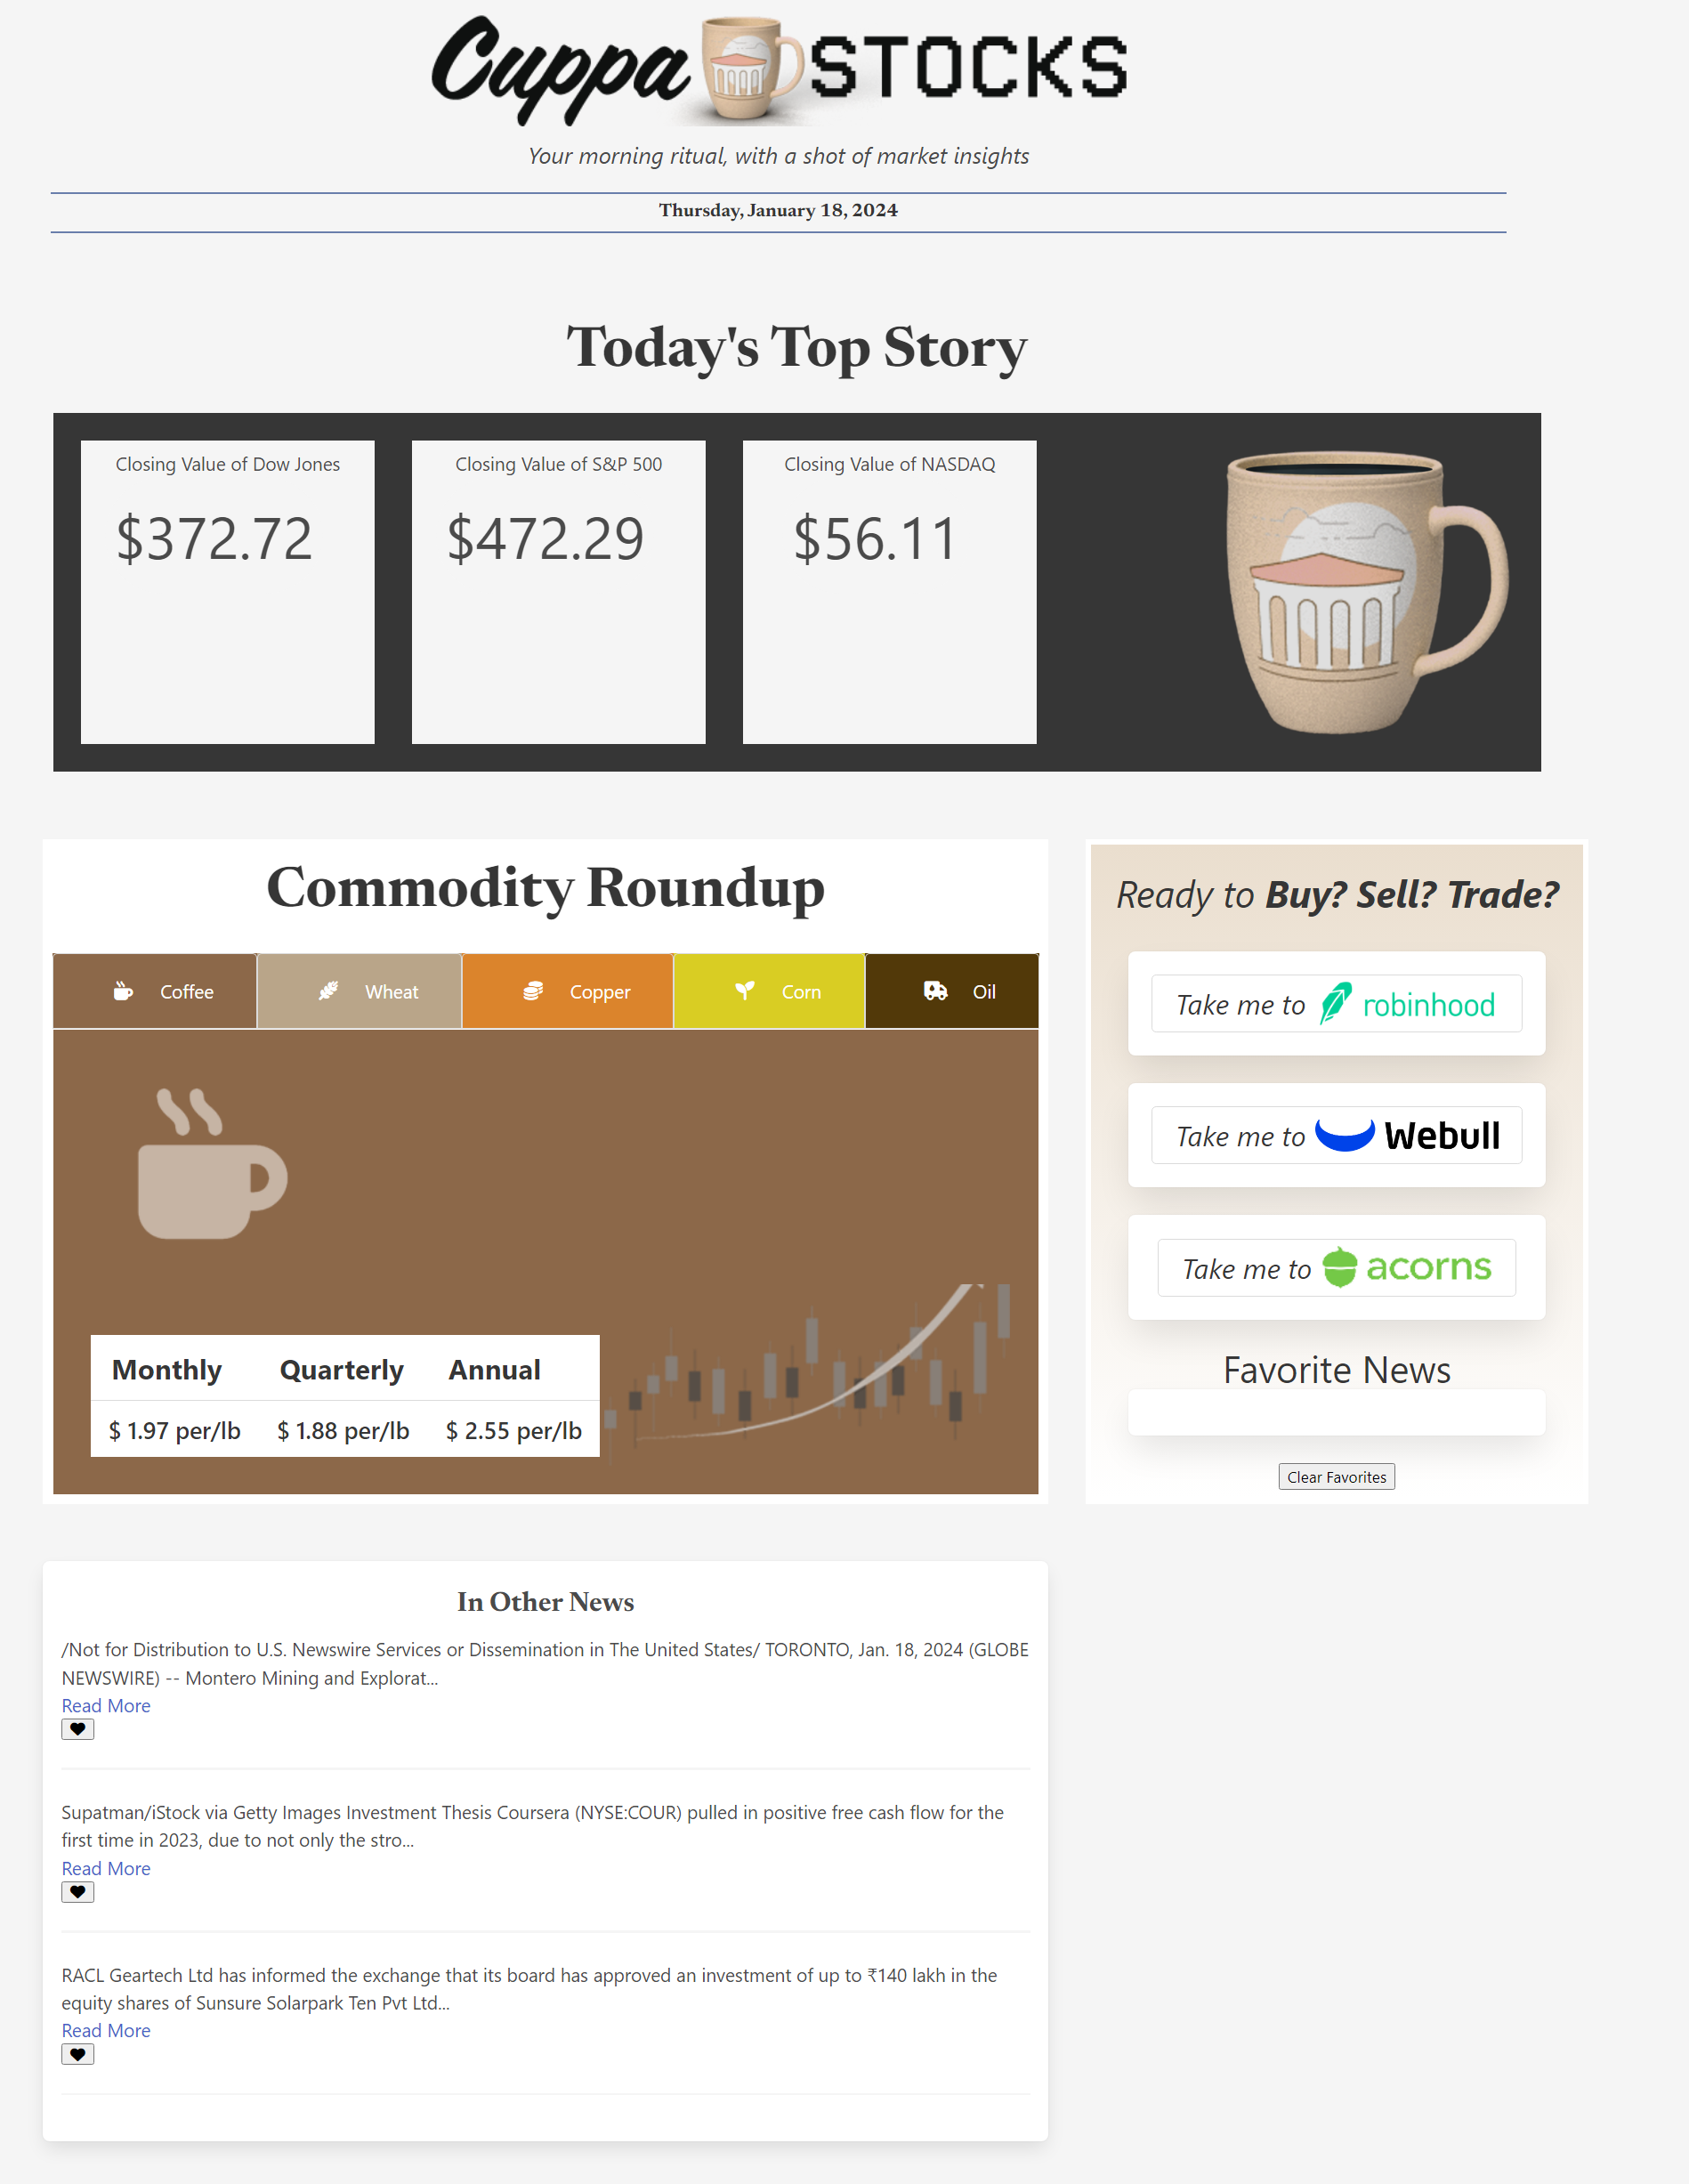 Cuppa STOCKS
Your morning ritual, with a shot of market insights
Thursday, January 18, 2024
Today's Top Story
Closing Value of Dow Jones
$372.72
Closing Value of S&P 500
$472.29
Closing Value of NASDAQ
$56.11
Commodity Roundup
Coffee
Wheat
Copper
Corn
Oil
Monthly Quarterly Annual
$ 1.97 per/lb $ 1.88 per/lb $ 2.55 per/lb
Ready to Buy? Sell? Trade?
Take me to robinhood
Take me to Webull
Take me to acorns
Favorite News
Clear Favorites
In Other News
/Not for Distribution to U.S. Newswire Services or Dissemination in The United States/ TORONTO, Jan. 18, 2024 (GLOBE
NEWSWIRE) -- Montero Mining and Explorat...
Read More
Supatman/iStock via Getty Images Investment Thesis Coursera (NYSE:COUR) pulled in positive free cash flow for the
first time in 2023, due to not only the stro...
Read More
RACL Geartech Ltd has informed the exchange that its board has approved an investment of up to ₹140 lakh in the
equity shares of Sunsure Solarpark Ten Pvt Ltd...
Read More